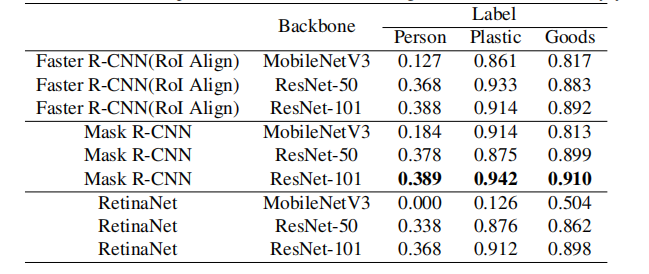 Backbone Label
Person Plastic Goods
Faster R-CNN(RoI Align) MobileNetV3 0.127 0.861 0.817
Faster R-CNN(RoI Align) ResNet-50 0.368 0.933 0.883
Faster R-CNN(RoI Align) ResNet-101 0.388 0.914 0.892
Mask R-CNN MobileNetV3 0.184 0.914 0.813
Mask R-CNN ResNet-50 0.378 0.875 0.899
Mask R-CNN ResNet-101 0.389 0.942 0.910
RetinaNet MobileNetV3 0.000 0.126 0.504
RetinaNet ResNet-50 0.338 0.876 0.862
RetinaNet ResNet-101 0.368 0.912 0.898